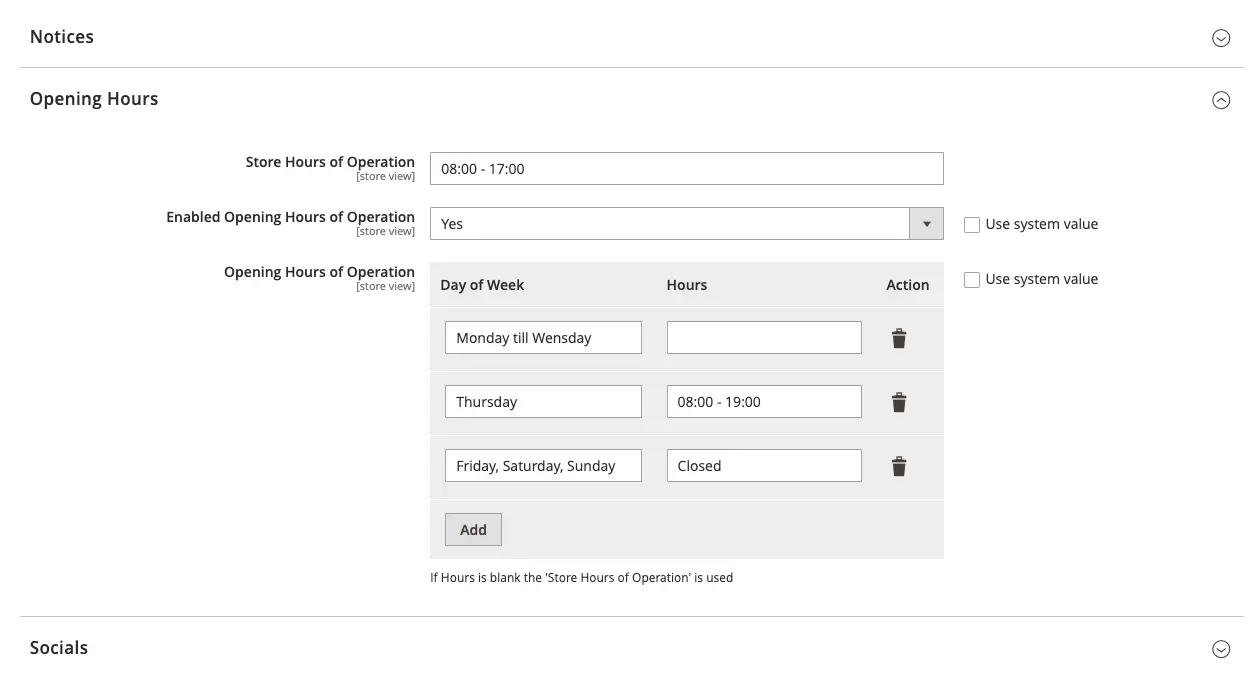 Notices
Opening Hours
Store Hours of Operation 08:00 - 17:00
[store view]
Enabled Opening Hours of Operation Yes Use system value
[store view]
Opening Hours of Operation Day of Week Hours Action Use system value
[store view]
Monday till Wensday
Thursday 08:00 - 19:00
Friday, Saturday, Sunday Closed
Add
If Hours is blank the 'Store Hours of Operation' is used
Socials